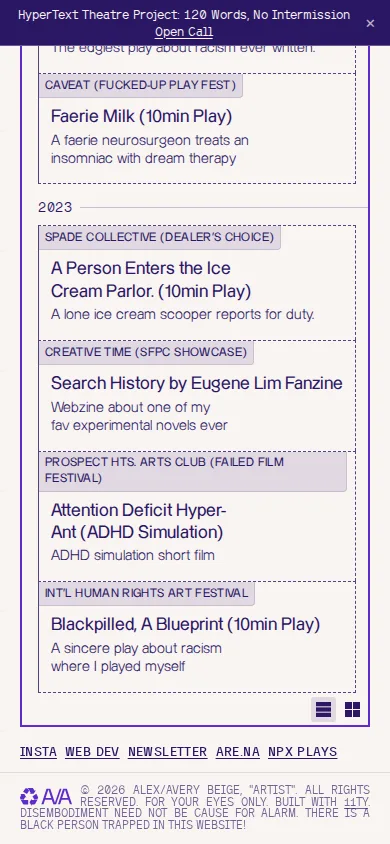 HyperText Theatre Project: 120 Words, No Intermission
Open Call
×
The edgiest play about racism ever written.
CAVEAT (FUCKED-UP PLAY FEST)
Faerie Milk (10min Play)
A faerie neurosurgeon treats an
insomniac with dream therapy
2023
SPADE COLLECTIVE (DEALER'S CHOICE)
A Person Enters the Ice
Cream Parlor. (10min Play)
A lone ice cream scooper reports for duty.
CREATIVE TIME (SFPC SHOWCASE)
Search History by Eugene Lim Fanzine
Webzine about one of my
fav experimental novels ever
PROSPECT HTS. ARTS CLUB (FAILED FILM
FESTIVAL)
Attention Deficit Hyper-
Ant (ADHD Simulation)
ADHD simulation short film
INT'L HUMAN RIGHTS ART FESTIVAL
Blackpilled, A Blueprint (10min Play)
A sincere play about racism
where I played myself
INSTA WEB DEV NEWSLETTER ARE.NA NPX PLAYS
A/A © 2026 ALEX/AVERY BEIGE, "ARTIST". ALL RIGHTS
RESERVED. FOR YOUR EYES ONLY. BUILT WITH 11TY.
DISEMBODIMENT NEED NOT BE CAUSE FOR ALARM. THERE IS A
BLACK PERSON TRAPPED IN THIS WEBSITE!